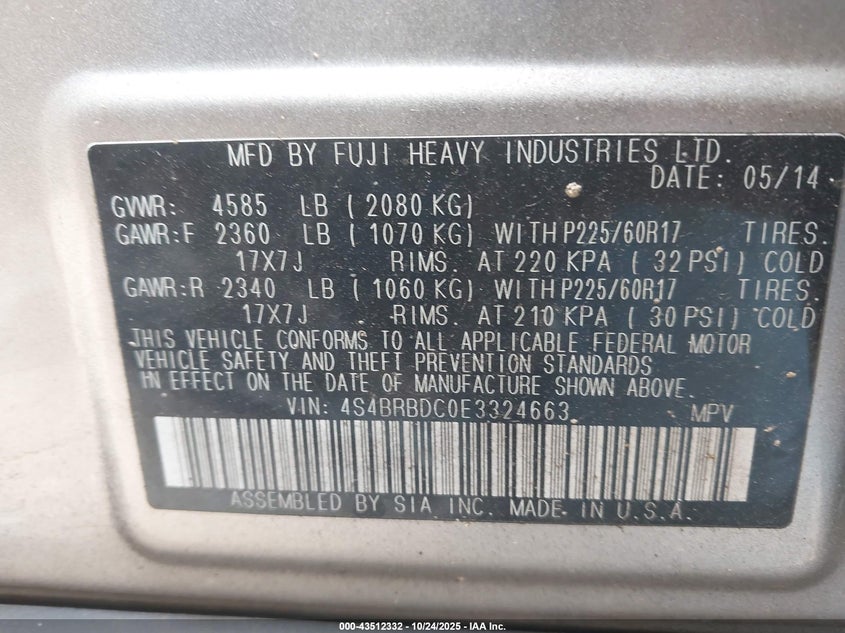 MFD BY FUJI HEAVY INDUSTRIES LTD.
DATE: 05/14
GVWR: 4585 LB ( 2080 KG)
GAWR:F 2360 LB ( 1070 KG) WITH P225/60R17 TIRES.
17X7J RIMS. AT 220 KPA ( 32 PSI) COLD
GAWR:R 2340 LB ( 1060 KG) WITH P225/60R17 TIRES.
17X7J RIMS. AT 210 KPA ( 30 PSI) COLD
THIS VEHICLE CONFORMS TO ALL APPLICABLE FEDERAL MOTOR
VEHICLE SAFETY AND THEFT PREVENTION STANDARDS
IN EFFECT ON THE DATE OF MANUFACTURE SHOWN ABOVE.
VIN: 4S4BRBDC0E3324663 MPV
ASSEMBLED BY SIA INC. MADE IN U.S.A.
000-43512332 - 10/24/2025 - IAA Inc.